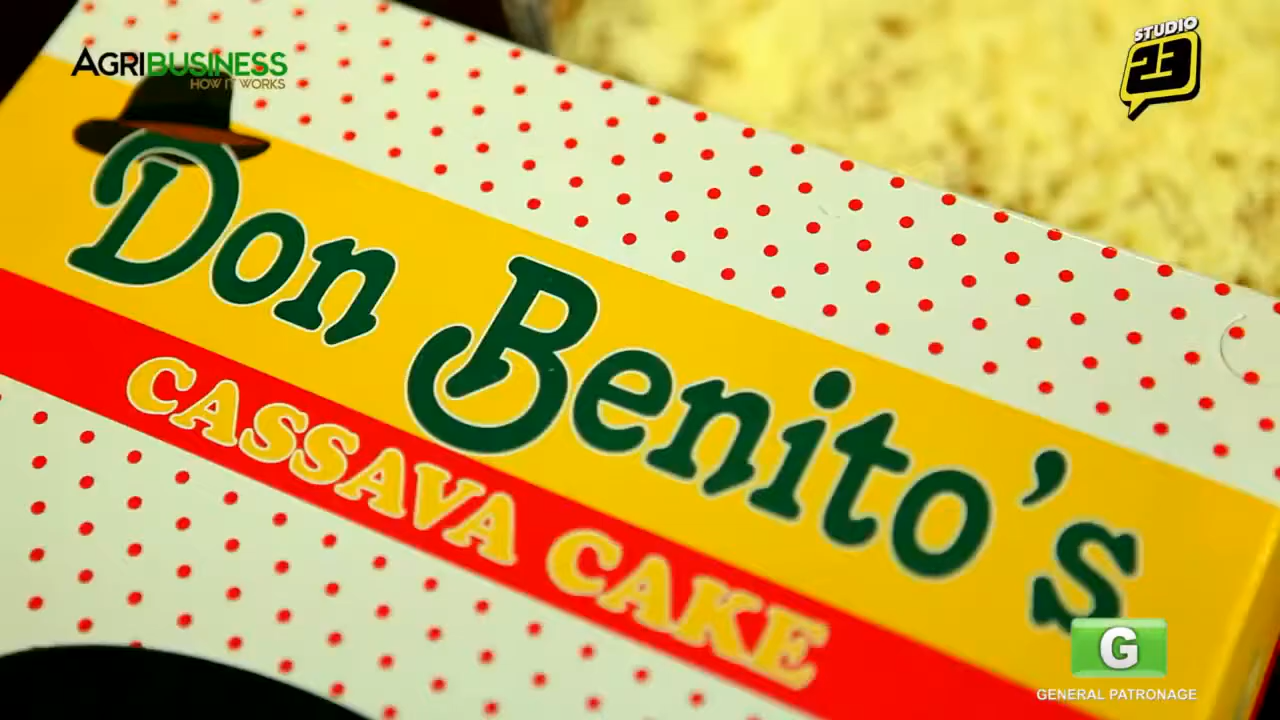 AGRIBUSINESS
HOW IT WORKS
STUDIO
23
Don Benito's
CASSAVA CAKE
G
GENERAL PATRONAGE